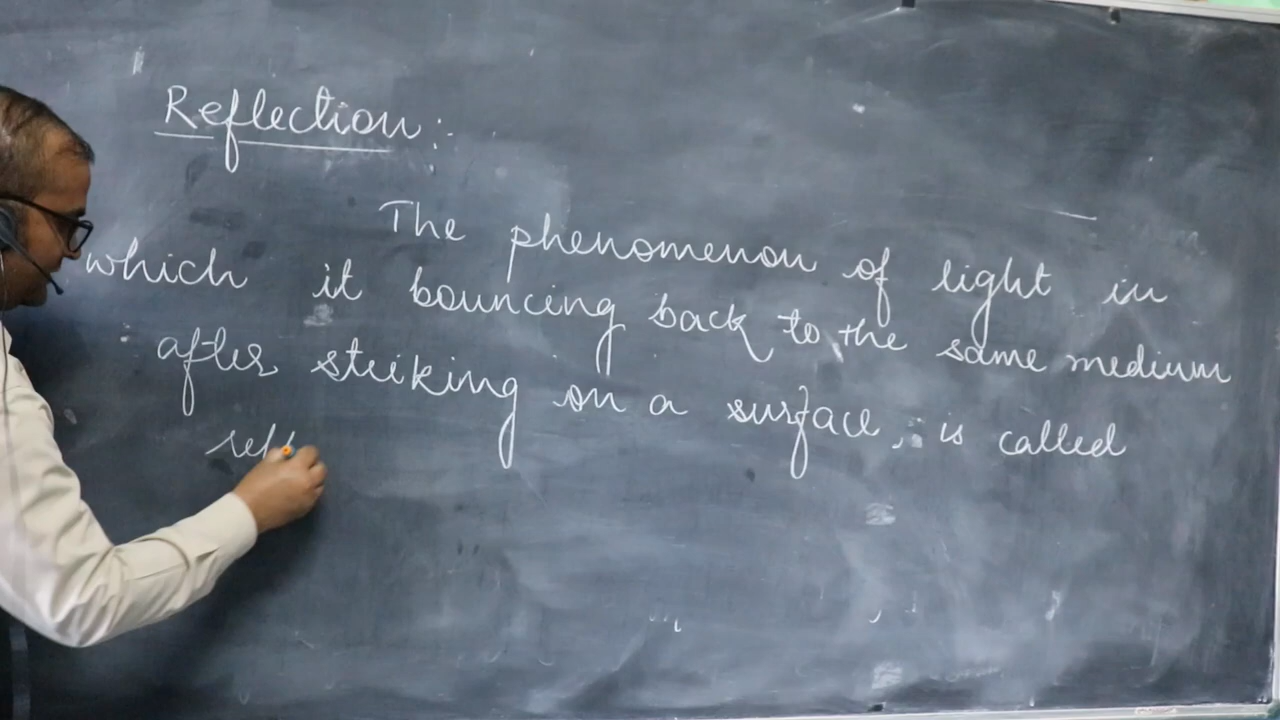 Reflection:
The phenomenon of light in
which it bouncing back to the same medium
after striking on a surface, is called